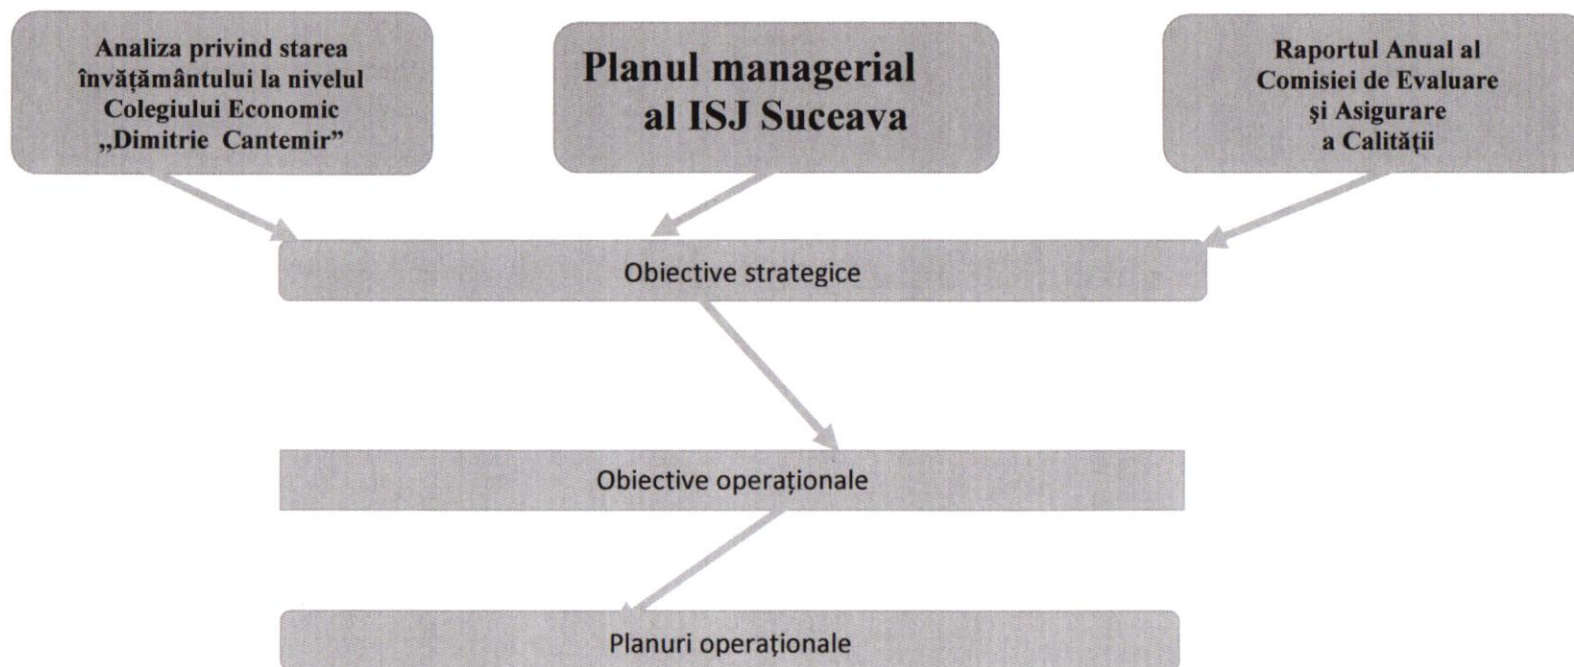 Analiza privind starea
învățământului la nivelul
Colegiului Economic
„Dimitrie Cantemir”
Planul managerial
al ISJ Suceava
Raportul Anual al
Comisiei de Evaluare
şi Asigurare
a Calităţii
Obiective strategice
Obiective operaționale
Planuri operaționale